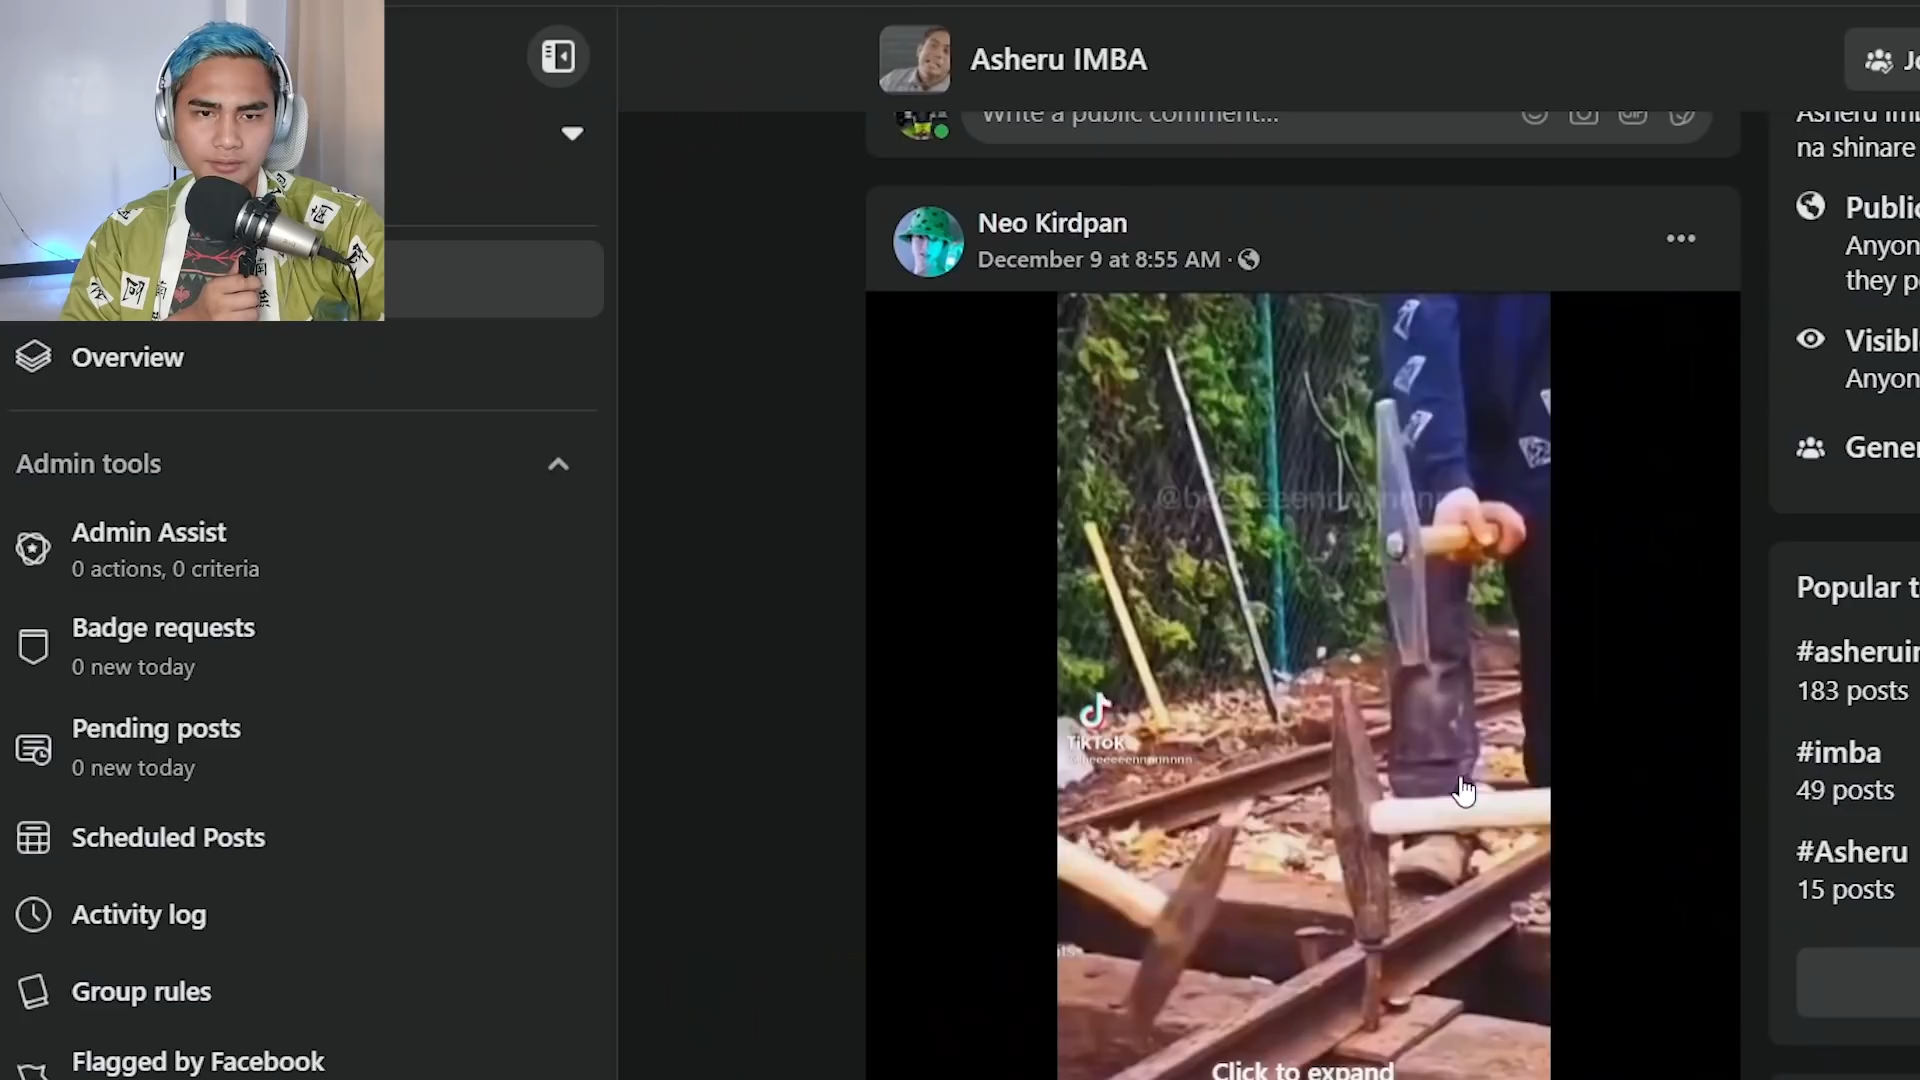 Asheru IMBA
Write a public comment...
Neo Kirdpan
December 9 at 8:55 AM ·
TikTok
Click to expand
Overview
Admin tools
Admin Assist
0 actions, 0 criteria
Badge requests
0 new today
Pending posts
0 new today
Scheduled Posts
Activity log
Group rules
Flagged by Facebook
na shinare
Public
Anyon
they p
Visibl
Anyon
Gener
Popular t
#asheruim
183 posts
#imba
49 posts
#Asheru
15 posts